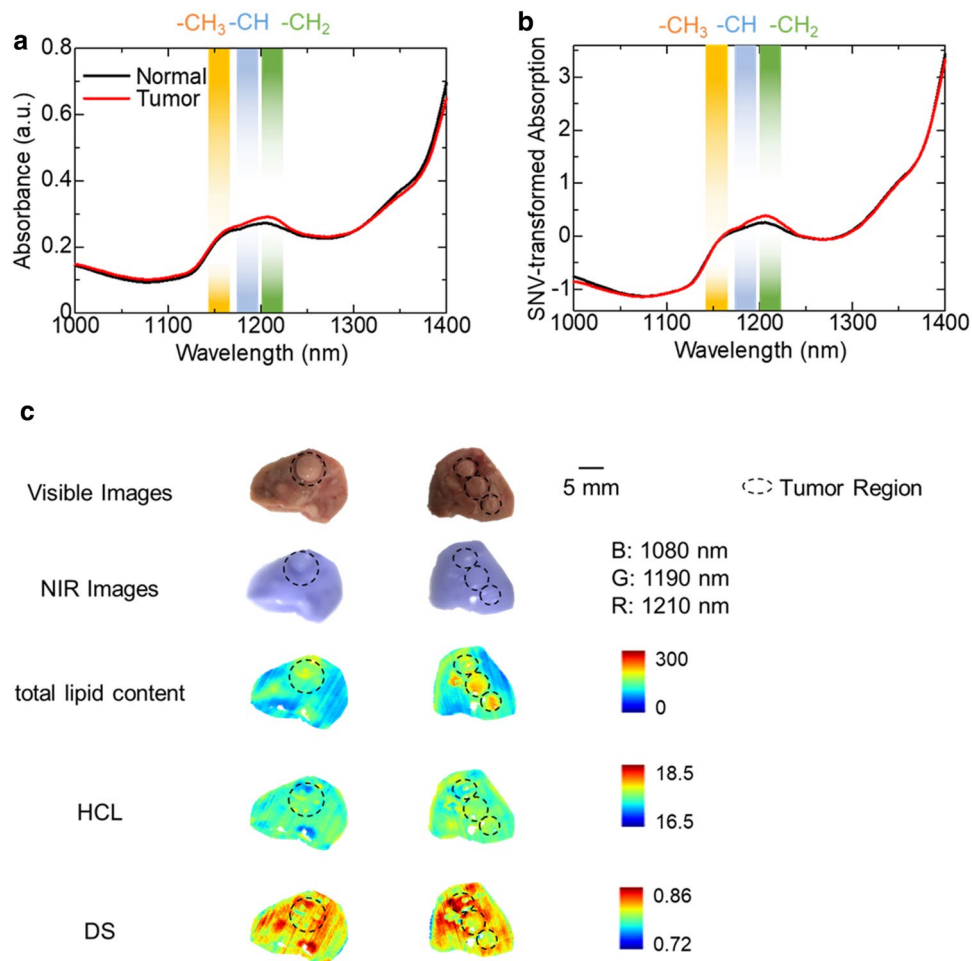 a
-CH3 -CH -CH2
Absorbance (a.u.)
0.8
0.6
0.4
0.2
0
Normal
Tumor
1000 1100 1200 1300 1400
Wavelength (nm)
b
-CH3 -CH -CH2
SNV-transformed Absorption
3
2
1
0
-1
1000 1100 1200 1300 1400
Wavelength (nm)
c
Visible Images
5 mm
Tumor Region
NIR Images
B: 1080 nm
G: 1190 nm
R: 1210 nm
total lipid content
300
0
HCL
18.5
16.5
DS
0.86
0.72